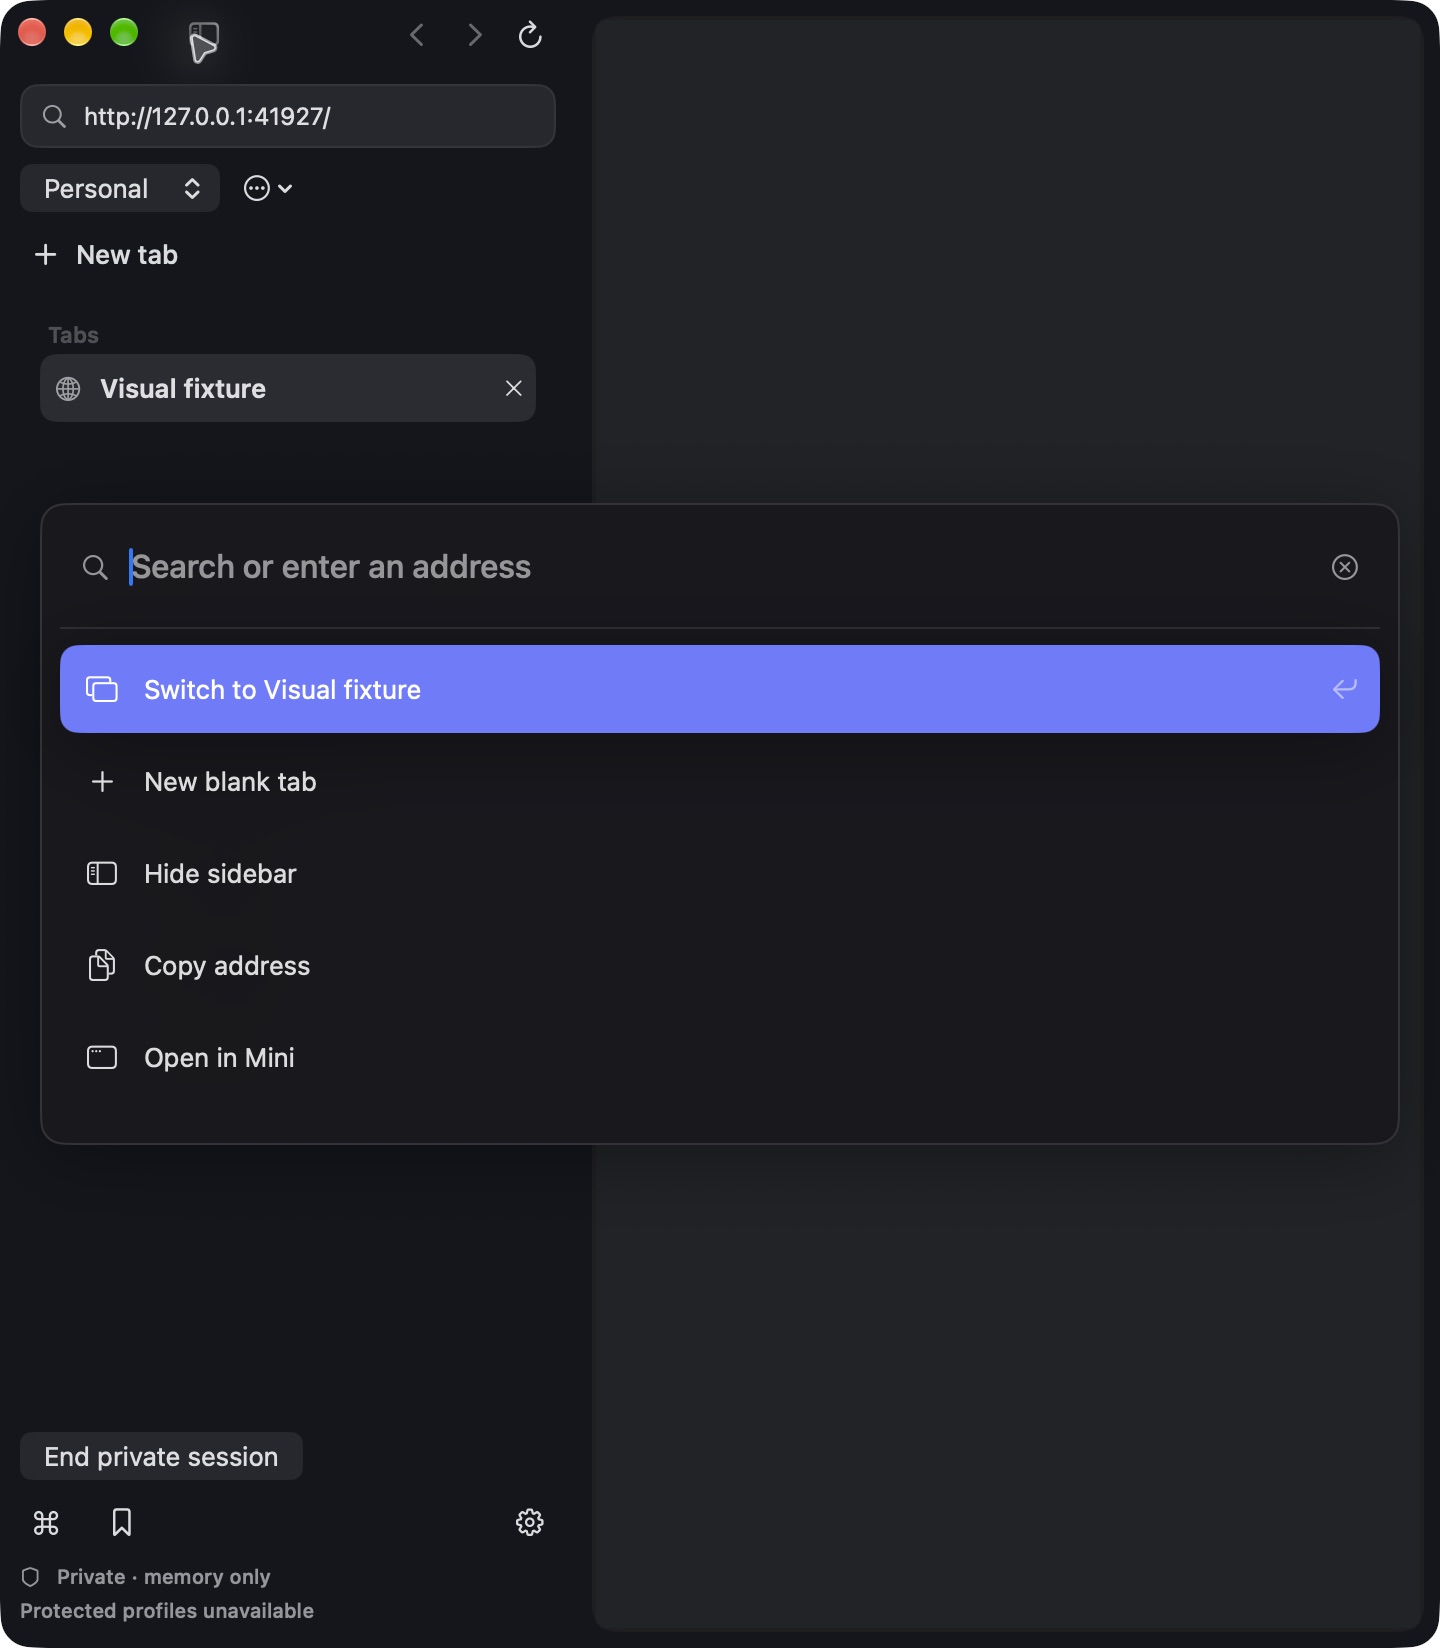 http://127.0.0.1:41927/
Personal
New tab
Tabs
Visual fixture
Search or enter an address
Switch to Visual fixture
New blank tab
Hide sidebar
Copy address
Open in Mini
End private session
Private · memory only
Protected profiles unavailable